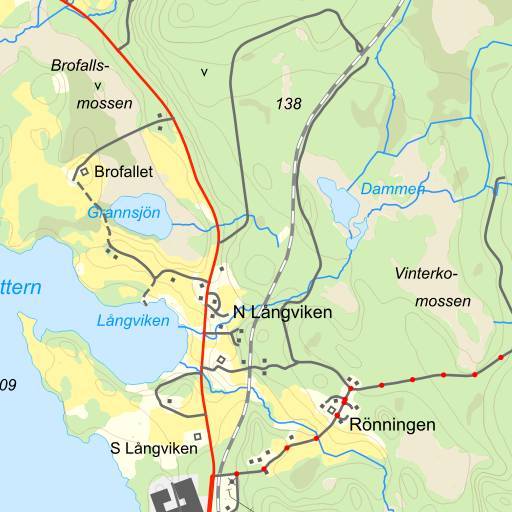 Brofalls-
mossen
138
Brofallet
Dammen
Grannsjön
ttern
Vinterko-
mossen
N Långviken
Långviken
09
Rönningen
S Långviken